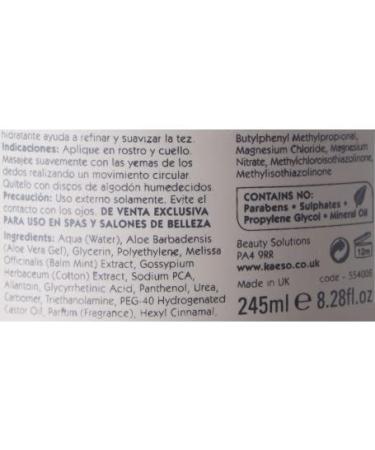 hidratante ayuda a refinar y suavizar la tez.
Indicaciones: Aplique en rostro y cuello.
Masajee suavemente con las yemas de los
dedos realizando un movimiento circular.
Quítelo con discos de algodón humedecidos.
Precaución: Uso externo solamente. Evite el
contacto con los ojos. DE VENTA EXCLUSIVA
PARA USO EN SPAS Y SALONES DE BELLEZA
Ingredients: Aqua (Water), Aloe Barbadensis
(Aloe Vera Gel), Glycerin, Polyethylene, Melissa
Officinalis (Balm Mint) Extract, Gossypium
Herbaceum (Cotton) Extract, Sodium PCA,
Allantoin, Glycyrrhetinic Acid, Panthenol, Urea,
Carbomer, Triethanolamine, PEG-40 Hydrogenated
Castor Oil, Parfum (Fragrance), Hexyl Cinnamal,
Butylphenyl Methylpropional,
Magnesium Chloride, Magnesium
Nitrate, Methylchloroisothiazolinone,
Methylisothiazolinone
CONTAINS NO:
Parabens • Sulphates •
Propylene Glycol • Mineral Oil
Beauty Solutions
PA4 9RR
www.kaeso.co.uk
Made in UK
code - 554008
12m
245ml e 8.28fl.oz